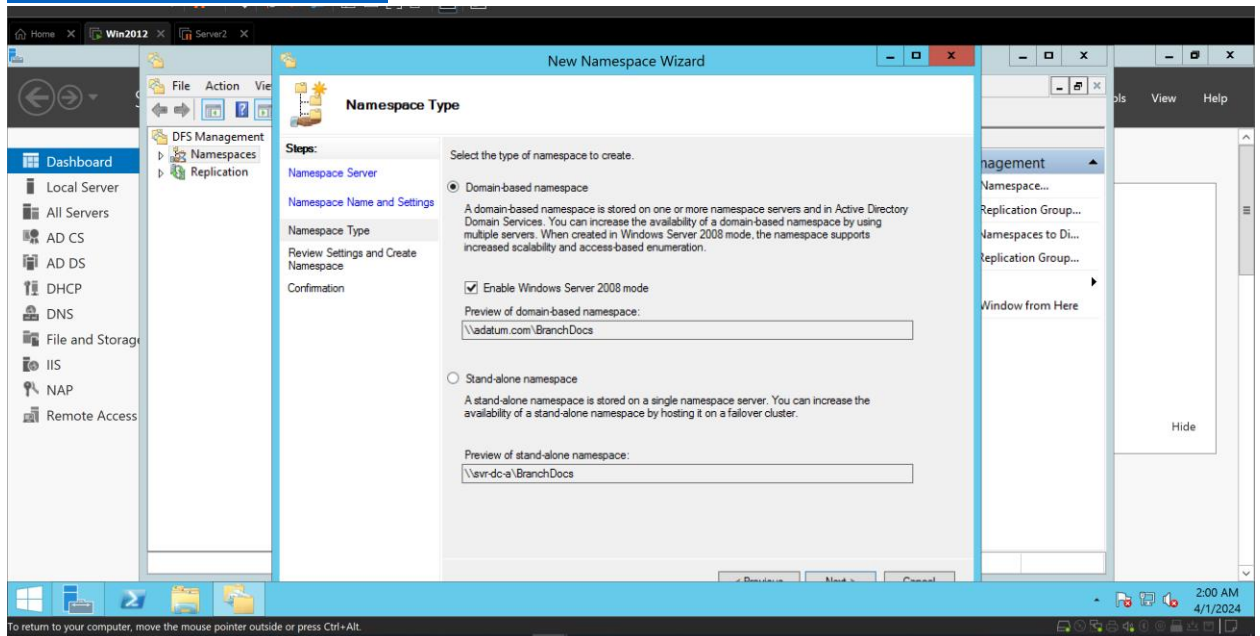 Home X Win2012 X Server2 X
New Namespace Wizard
File Action Vie
DFS Management
Namespaces
Replication
Dashboard
Local Server
All Servers
AD CS
AD DS
DHCP
DNS
File and Storage
IIS
NAP
Remote Access
Namespace Type
Steps:
Namespace Server
Namespace Name and Settings
Namespace Type
Review Settings and Create
Namespace
Confirmation
Select the type of namespace to create.
Domain-based namespace
A domain-based namespace is stored on one or more namespace servers and in Active Directory
Domain Services. You can increase the availability of a domain-based namespace by using
multiple servers. When created in Windows Server 2008 mode, the namespace supports
increased scalability and access-based enumeration.
Enable Windows Server 2008 mode
Preview of domain-based namespace:
\\adatum.com\BranchDocs
Stand-alone namespace
A stand-alone namespace is stored on a single namespace server. You can increase the
availability of a stand-alone namespace by hosting it on a failover cluster.
Preview of stand-alone namespace:
\\svr-dc-a\BranchDocs
< Previous Next > Cancel
nagement
Namespace...
Replication Group...
Namespaces to Di...
Replication Group...
Window from Here
ols View Help
Hide
2:00 AM
4/1/2024
To return to your computer, move the mouse pointer outside or press Ctrl+Alt.